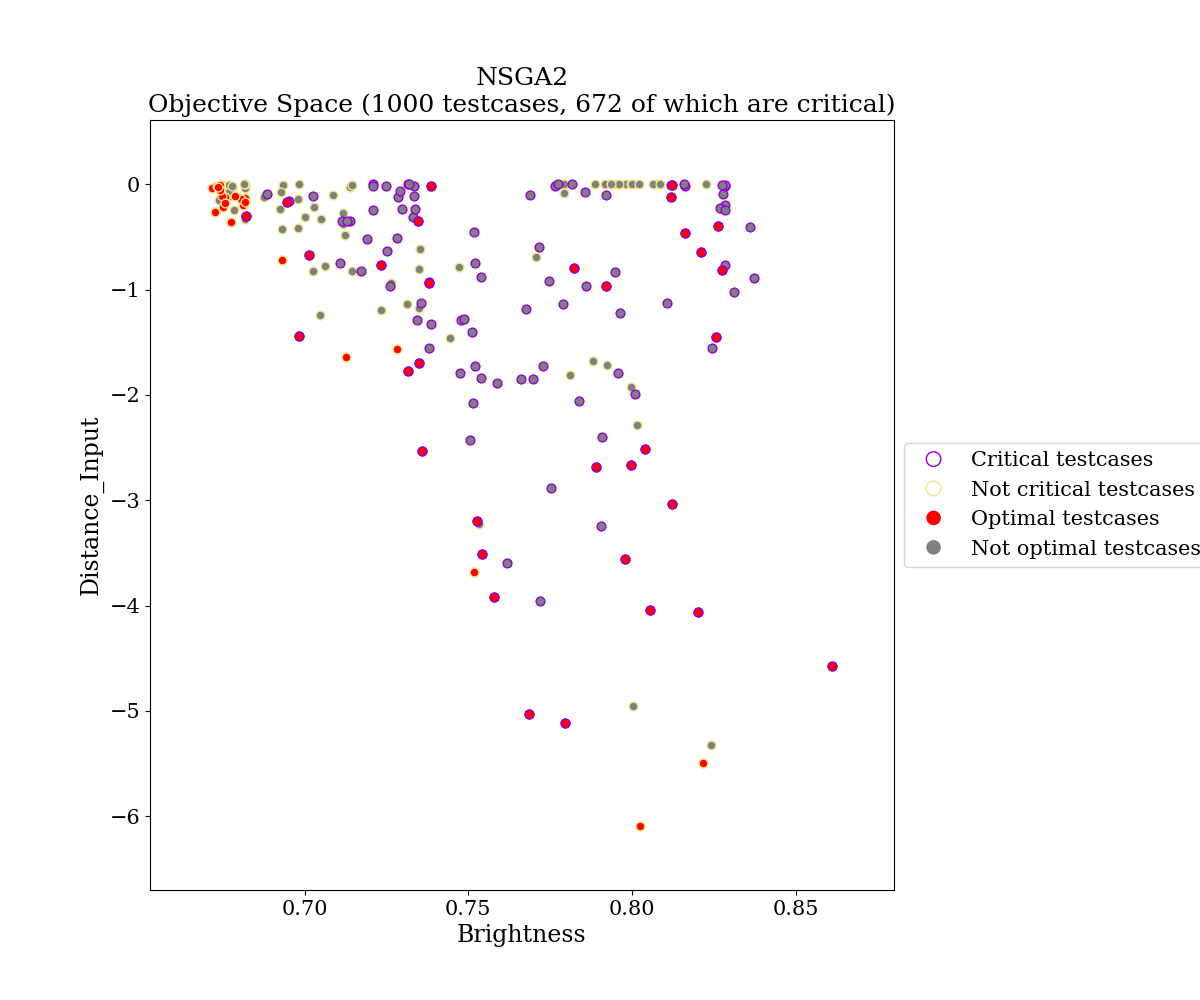 NSGA2
Objective Space (1000 testcases, 672 of which are critical)
Distance_Input
0
−1
−2
−3
−4
−5
−6
0.70
0.75
0.80
0.85
Brightness
Critical testcases
Not critical testcases
Optimal testcases
Not optimal testcases